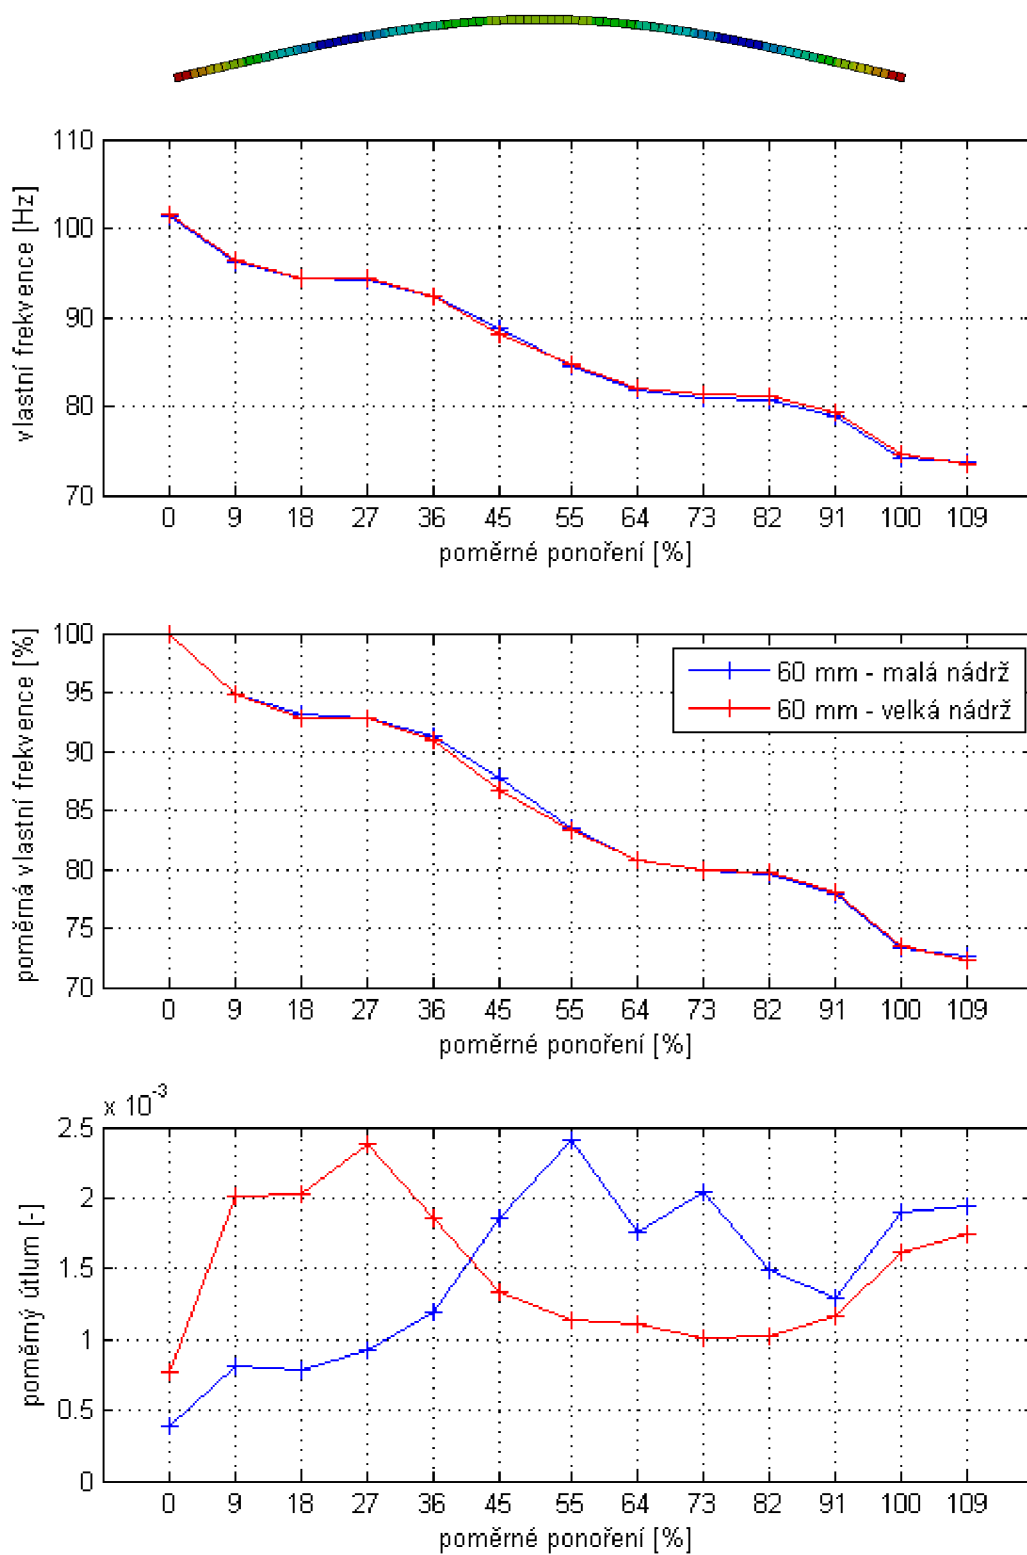 110
100
90
80
70
vlastní frekvence [Hz]
0 9 18 27 36 45 55 64 73 82 91 100 109
poměrné ponoření [%]
100
95
90
85
80
75
70
poměrná vlastní frekvence [%]
60 mm - malá nádrž
60 mm - velká nádrž
0 9 18 27 36 45 55 64 73 82 91 100 109
poměrné ponoření [%]
x 10-3
2.5
2
1.5
1
0.5
0
poměrný útlum [-]
0 9 18 27 36 45 55 64 73 82 91 100 109
poměrné ponoření [%]